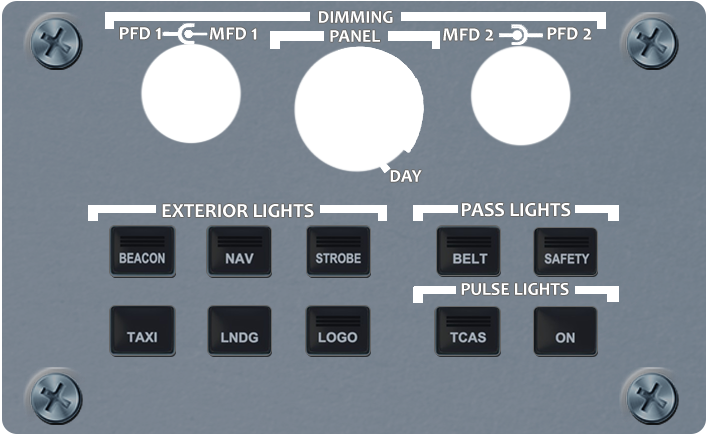 DIMMING
PFD 1 MFD 1
PANEL
MFD 2 PFD 2
DAY
EXTERIOR LIGHTS
BEACON NAV STROBE
TAXI LNDG LOGO
PASS LIGHTS
BELT SAFETY
PULSE LIGHTS
TCAS ON